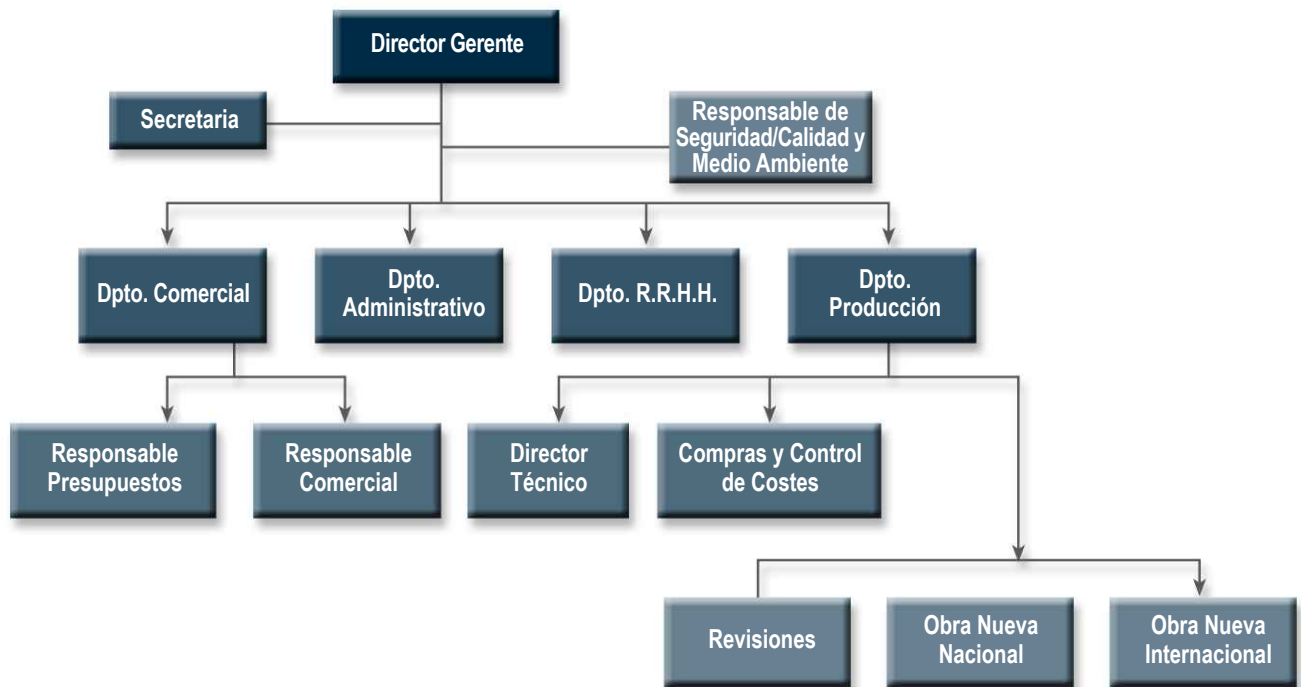 Director Gerente
Secretaria
Responsable de
Seguridad/Calidad y
Medio Ambiente
Dpto. Comercial
Dpto.
Administrativo
Dpto. R.R.H.H.
Dpto.
Producción
Responsable
Presupuestos
Responsable
Comercial
Director
Técnico
Compras y Control
de Costes
Revisiones
Obra Nueva
Nacional
Obra Nueva
Internacional